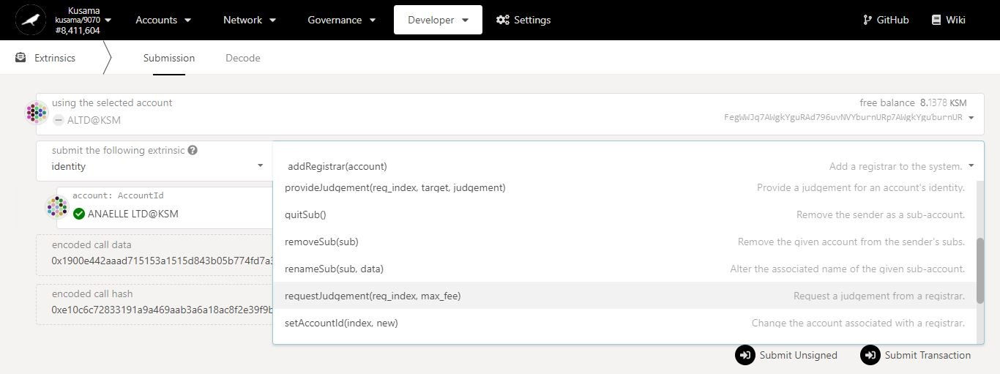 Kusama
kusama/9070
#8,411,604
Accounts
Network
Governance
Developer
Settings
GitHub
Wiki
Extrinsics
Submission
Decode
using the selected account
ALTD@KSM
free balance 8.1378 KSM
submit the following extrinsic
identity
addRegistrar(account)
Add a registrar to the system.
provideJudgement(req_index, target, judgement)
Provide a judgement for an account's identity.
quitSub()
Remove the sender as a sub-account.
removeSub(sub)
Remove the given account from the sender's subs.
renameSub(sub, data)
Alter the associated name of the given sub-account.
requestJudgement(req_index, max_fee)
Request a judgement from a registrar.
setAccountId(index, new)
Change the account associated with a registrar.
account: AccountId
ANAELLE LTD@KSM
encoded call data
0x1900e442aaad715153a1515d843b05b774fd7a3
encoded call hash
0xe10c6c72833191a9a469aab3a6a18ac8f2e39f9b
Submit Unsigned
Submit Transaction